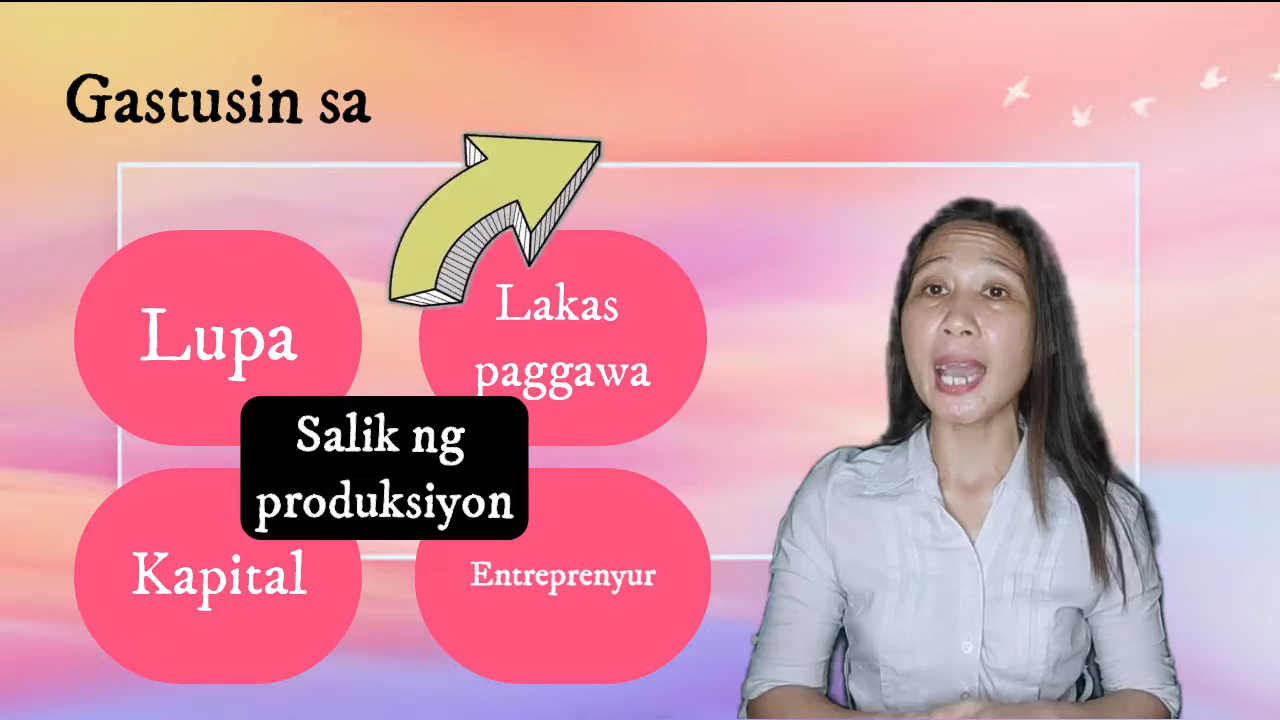 Gastusin sa
Lupa
Lakas
paggawa
Salik ng
produksiyon
Kapital
Entreprenyur